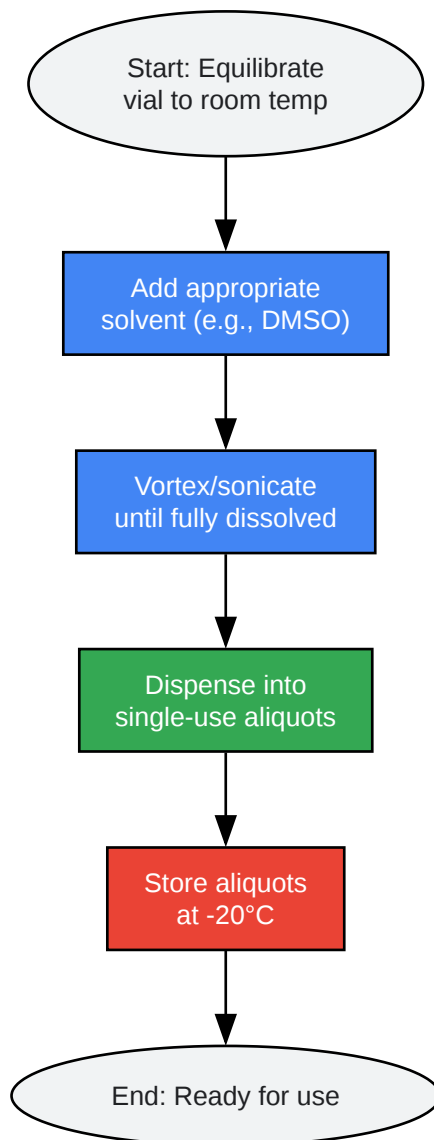 Start: Equilibrate
vial to room temp
Add appropriate
solvent (e.g., DMSO)
Vortex/sonicate
until fully dissolved
Dispense into
single-use aliquots
Store aliquots
at -20°C
End: Ready for use